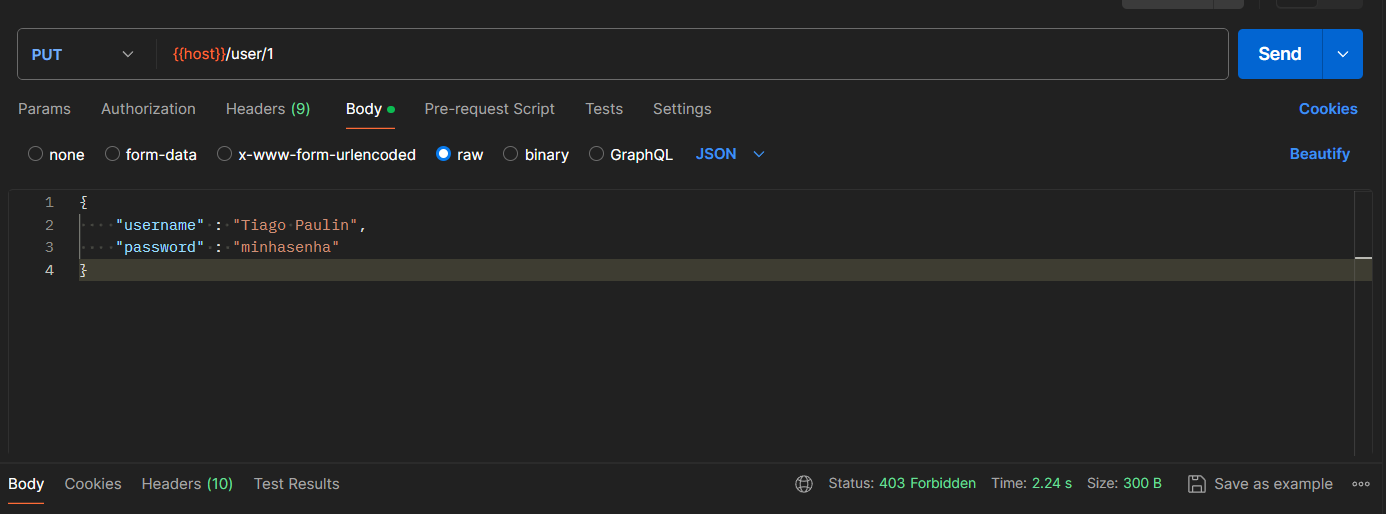 PUT {{host}}/user/1 Send
Params Authorization Headers (9) Body Pre-request Script Tests Settings Cookies
none form-data x-www-form-urlencoded raw binary GraphQL JSON Beautify
1 {
2 "username" : "Tiago Paulin",
3 "password" : "minhasenha"
4 }
Body Cookies Headers (10) Test Results Status: 403 Forbidden Time: 2.24 s Size: 300 B Save as example